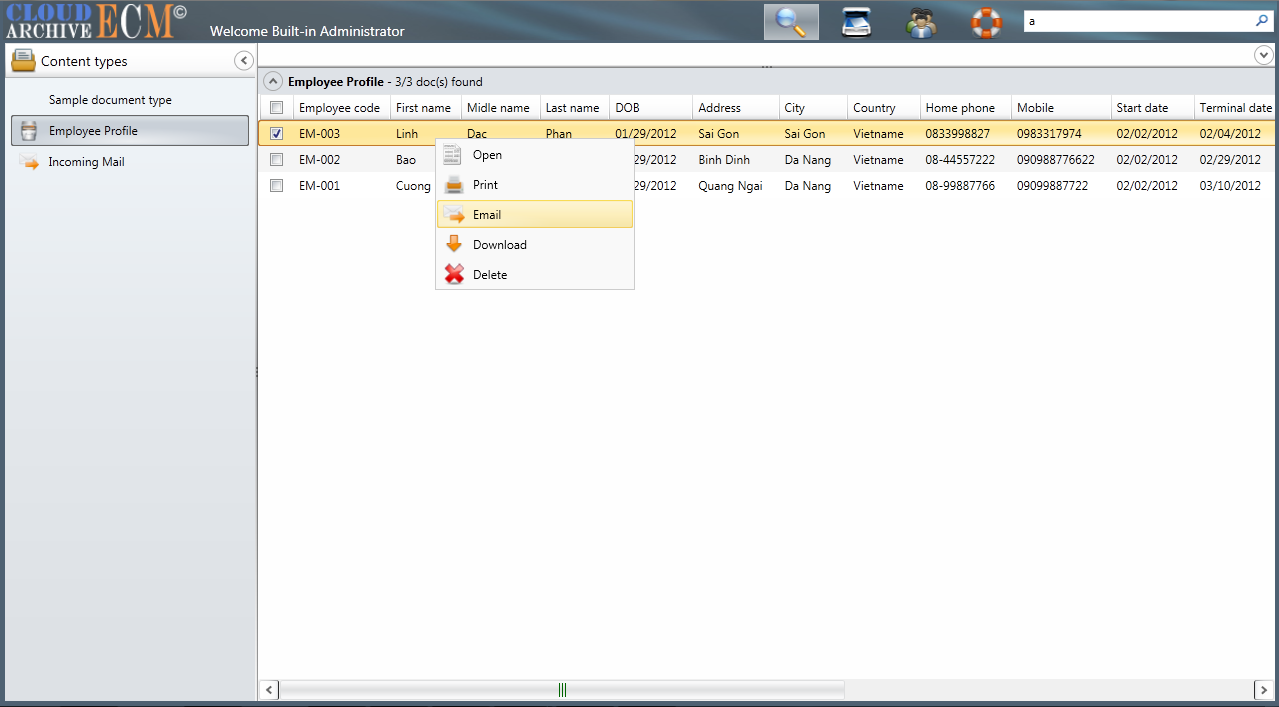 CLOUD
ARCHIVE ECM©
Welcome Built-in Administrator
a
Content types
Sample document type
Employee Profile
Incoming Mail
Employee Profile - 3/3 doc(s) found
Employee code First name Midle name Last name DOB Address City Country Home phone Mobile Start date Terminal date
EM-003 Linh Dac Phan 01/29/2012 Sai Gon Sai Gon Vietname 0833998827 0983317974 02/02/2012 02/04/2012
EM-002 Bao 29/2012 Binh Dinh Da Nang Vietname 08-44557222 090988776622 02/02/2012 02/29/2012
EM-001 Cuong 29/2012 Quang Ngai Da Nang Vietname 08-99887766 09099887722 02/02/2012 03/10/2012
Open
Print
Email
Download
Delete